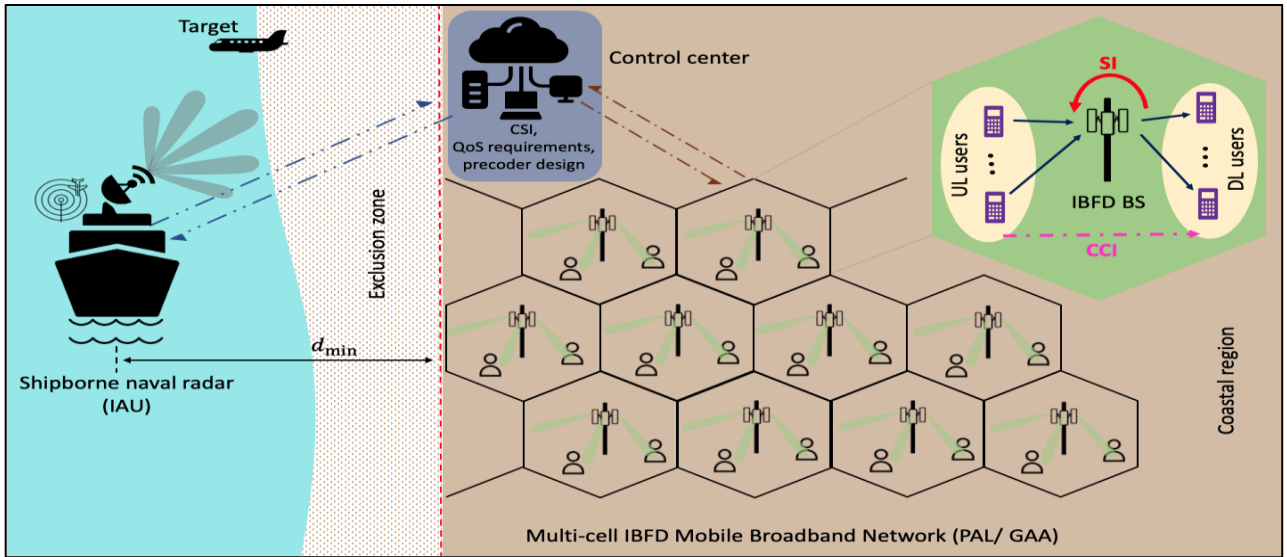 Target
Control center
CSI,
QoS requirements,
precoder design
SI
UL users
...
...
DL users
IBFD BS
CCI
Exclusion zone
d_min
Shipborne naval radar
(IAU)
Coastal region
Multi-cell IBFD Mobile Broadband Network (PAL/ GAA)